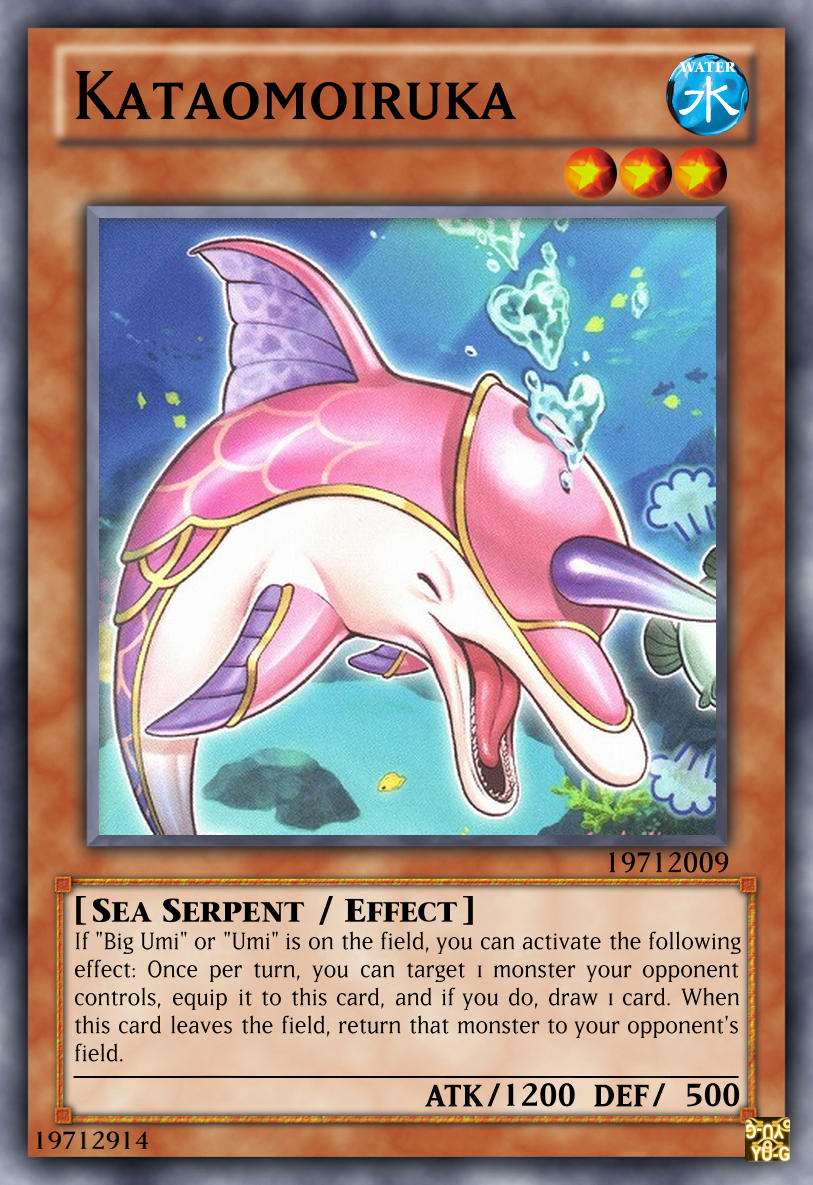 Kataomoiruka
WATER
水
19712009
[Sea Serpent / Effect]
If "Big Umi" or "Umi" is on the field, you can activate the following
effect: Once per turn, you can target 1 monster your opponent
controls, equip it to this card, and if you do, draw 1 card. When
this card leaves the field, return that monster to your opponent's
field.
ATK/1200 DEF/ 500
19712914
YU-G